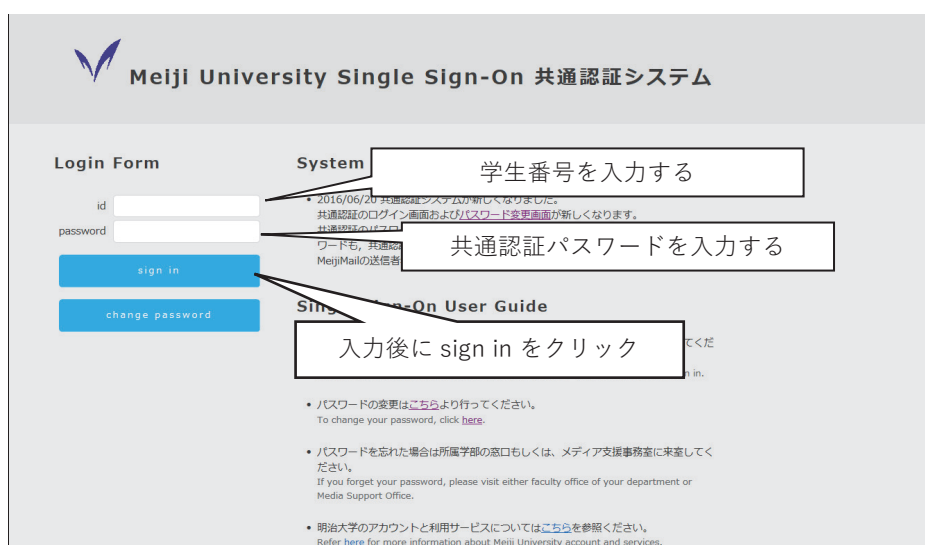 Meiji University Single Sign-On 共通認証システム
Login Form
id
password
sign in
change password
System
学生番号を入力する
• 2016/06/20 共通認証システムが新しくなりました。
共通認証のログイン画面およびパスワード変更画面が新しくなります。
共通認証のパスワ
ワードも，共通認
MeijiMailの送信者
共通認証パスワードを入力する
Single Sign-On User Guide
入力後に sign in をクリック
てくだ
n in.
• パスワードの変更はこちらより行ってください。
To change your password, click here.
• パスワードを忘れた場合は所属学部の窓口もしくは、メディア支援事務室に来室してく
ださい。
If you forget your password, please visit either faculty office of your department or
Media Support Office.
• 明治大学のアカウントと利用サービスについてはこちらを参照ください。
Refer here for more information about Meiji University account and services.